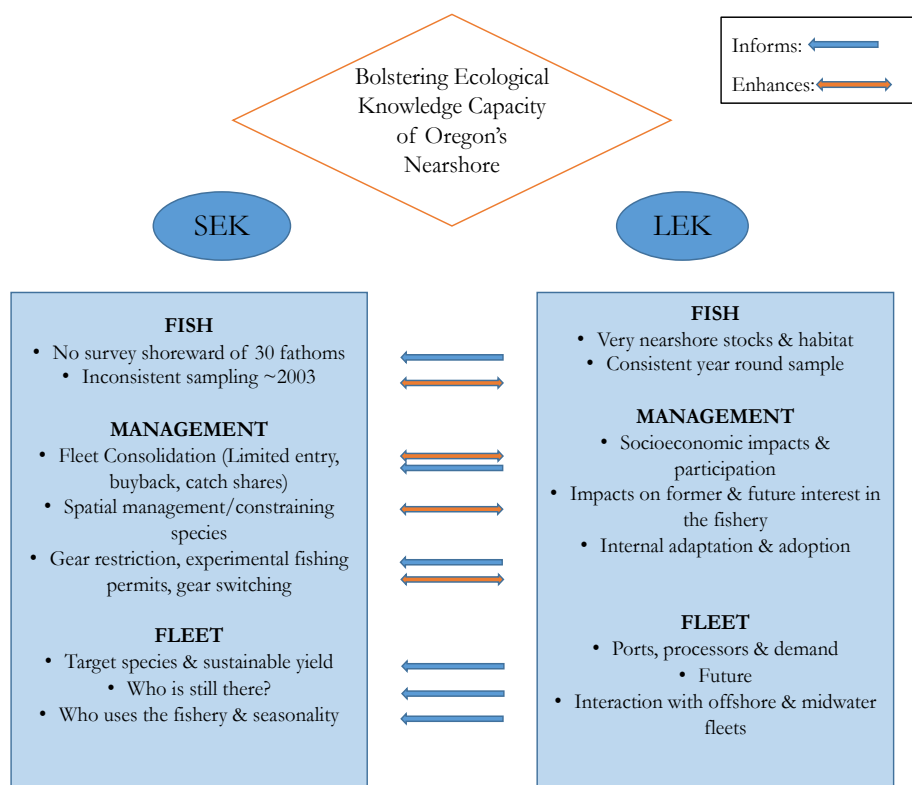 Bolstering Ecological
Knowledge Capacity
of Oregon's
Nearshore
Informs:
Enhances:
SEK
LEK
FISH
• No survey shoreward of 30 fathoms
• Inconsistent sampling ~2003
MANAGEMENT
• Fleet Consolidation (Limited entry,
buyback, catch shares)
• Spatial management/constraining
species
• Gear restriction, experimental fishing
permits, gear switching
FLEET
• Target species & sustainable yield
• Who is still there?
• Who uses the fishery & seasonality
FISH
• Very nearshore stocks & habitat
• Consistent year round sample
MANAGEMENT
• Socioeconomic impacts &
participation
• Impacts on former & future interest in
the fishery
• Internal adaptation & adoption
FLEET
• Ports, processors & demand
• Future
• Interaction with offshore & midwater
fleets